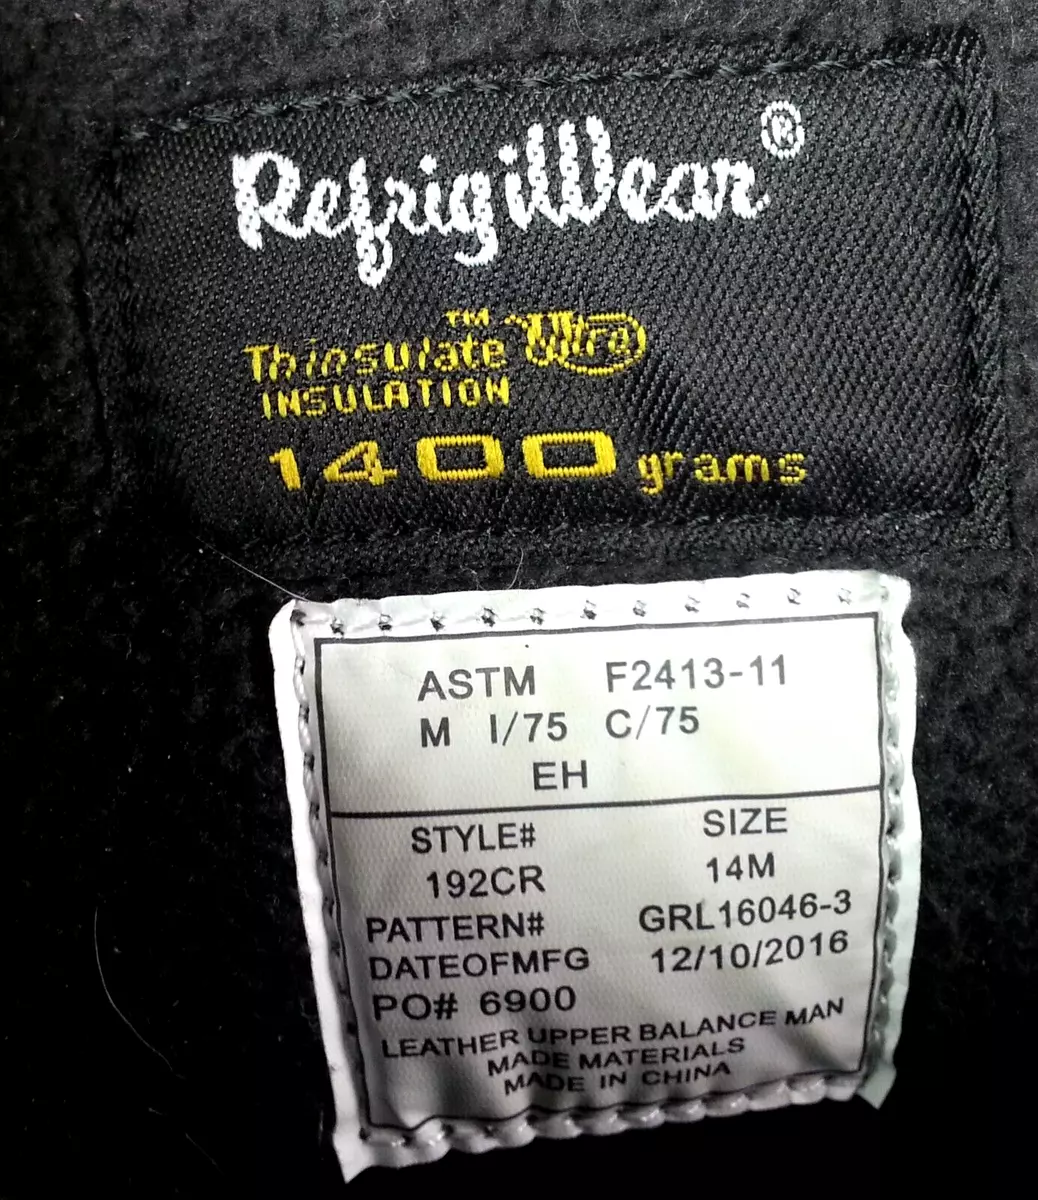 RefrigiWear®
Thinsulate™ Ultra
INSULATION
1400 grams
ASTM F2413-11
M I/75 C/75
EH
STYLE# SIZE
192CR 14M
PATTERN# GRL16046-3
DATEOFMFG 12/10/2016
PO# 6900
LEATHER UPPER BALANCE MAN
MADE MATERIALS
MADE IN CHINA